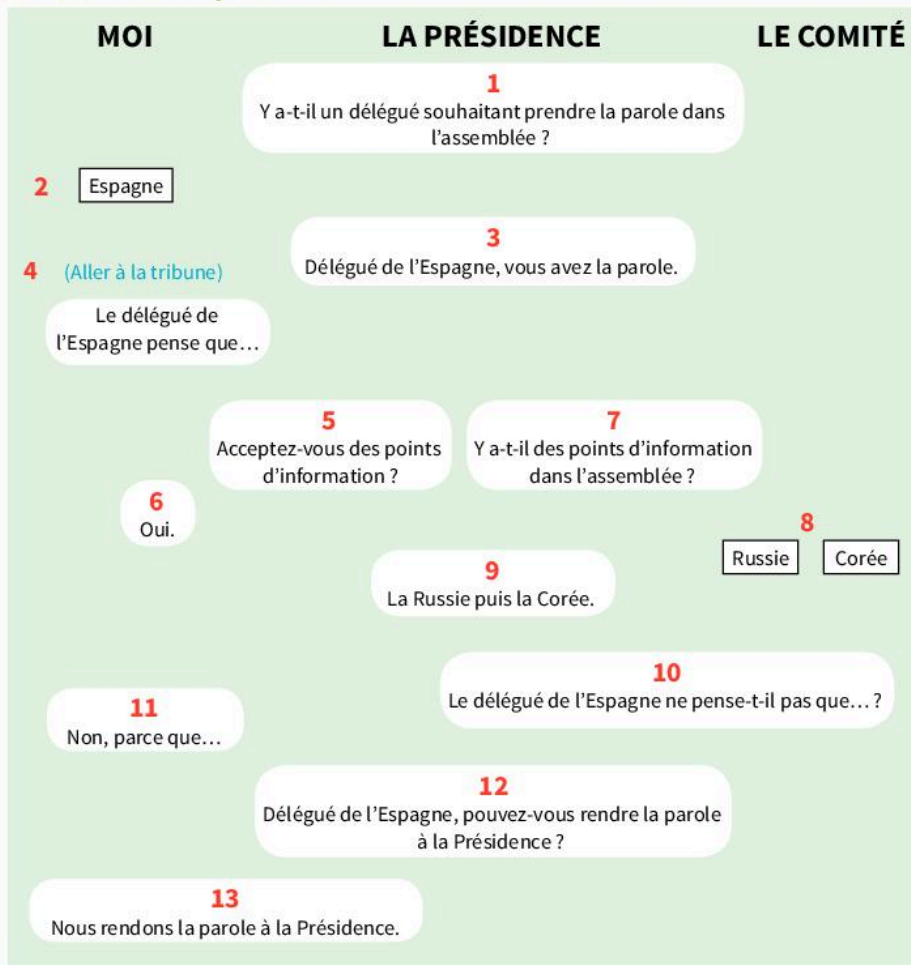 MOI
LA PRÉSIDENCE
LE COMITÉ
1
Y a-t-il un délégué souhaitant prendre la parole dans
l'assemblée ?
2
Espagne
3
Délégué de l'Espagne, vous avez la parole.
4
(Aller à la tribune)
Le délégué de
l'Espagne pense que…
5
Acceptez-vous des points
d'information ?
6
Oui.
7
Y a-t-il des points d'information
dans l'assemblée ?
8
Russie
Corée
9
La Russie puis la Corée.
10
Le délégué de l'Espagne ne pense-t-il pas que… ?
11
Non, parce que…
12
Délégué de l'Espagne, pouvez-vous rendre la parole
à la Présidence ?
13
Nous rendons la parole à la Présidence.